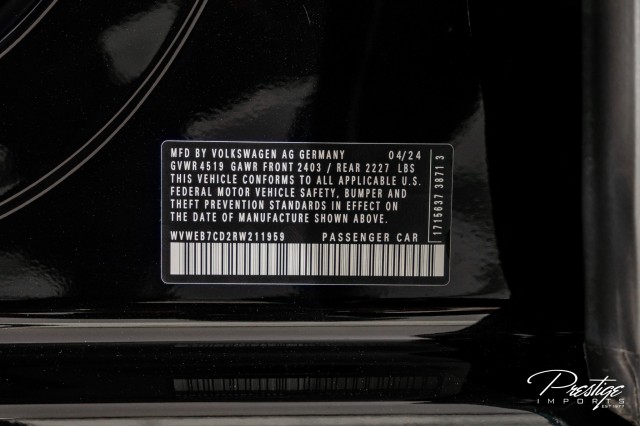 MFD BY VOLKSWAGEN AG GERMANY 04/24
GVWR 4519 GAWR FRONT 2403 / REAR 2227 LBS
THIS VEHICLE CONFORMS TO ALL APPLICABLE U.S.
FEDERAL MOTOR VEHICLE SAFETY, BUMPER AND
THEFT PREVENTION STANDARDS IN EFFECT ON
THE DATE OF MANUFACTURE SHOWN ABOVE.
WVWEB7CD2RW211959 PASSENGER CAR
1715637 3871 3
Prestige
IMPORTS
EST 1977